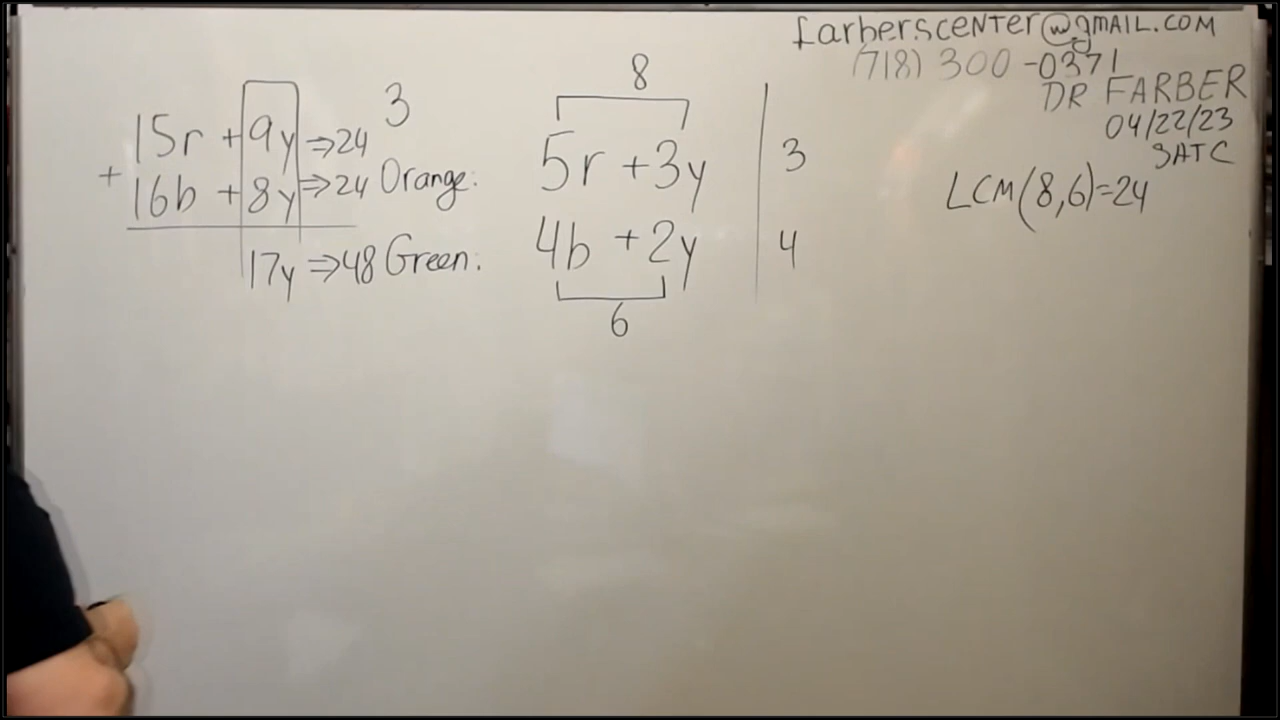 farberscenter@gmail.com
(718) 300-0371
DR FARBER
04/22/23
SATC
3
15r + 9y ⇒ 24
+ 16b + 8y ⇒ 24 Orange:
17y ⇒ 48 Green:
8
5r + 3y 3
4b + 2y 4
6
LCM(8,6)=24